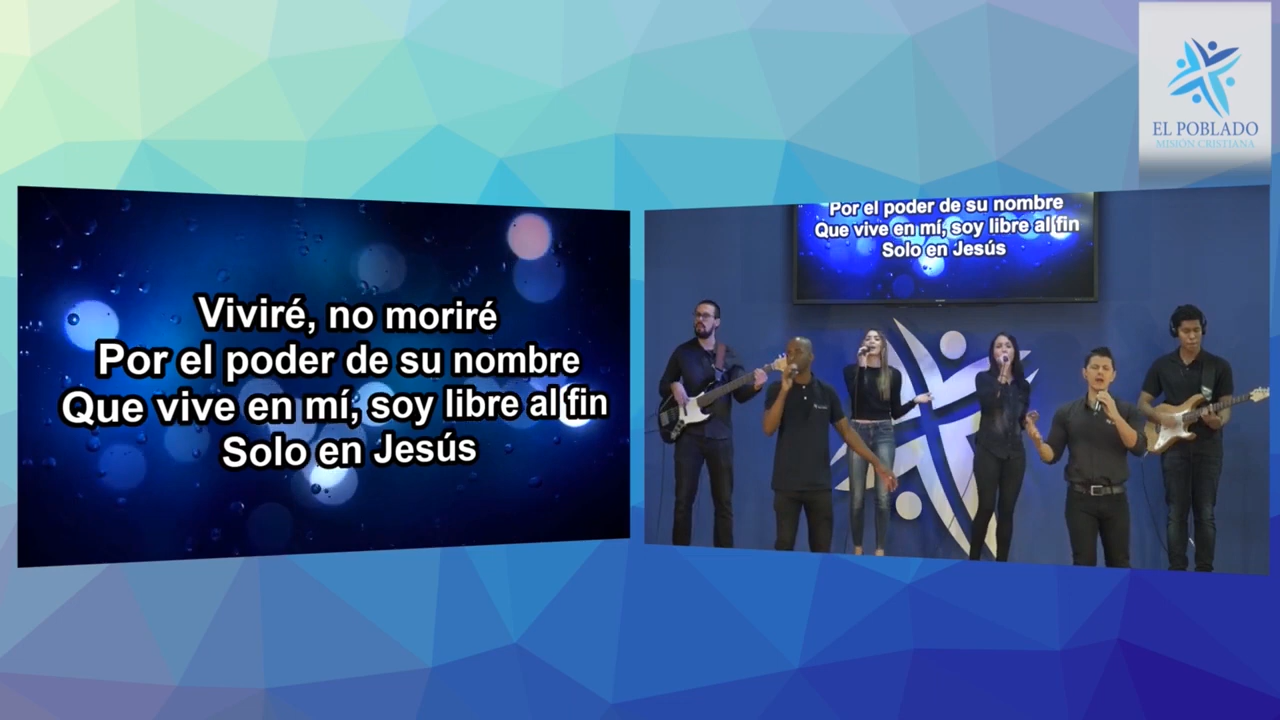 EL POBLADO
MISIÓN CRISTIANA
Viviré, no moriré
Por el poder de su nombre
Que vive en mí, soy libre al fin
Solo en Jesús
Por el poder de su nombre
Que vive en mí, soy libre al fin
Solo en Jesús